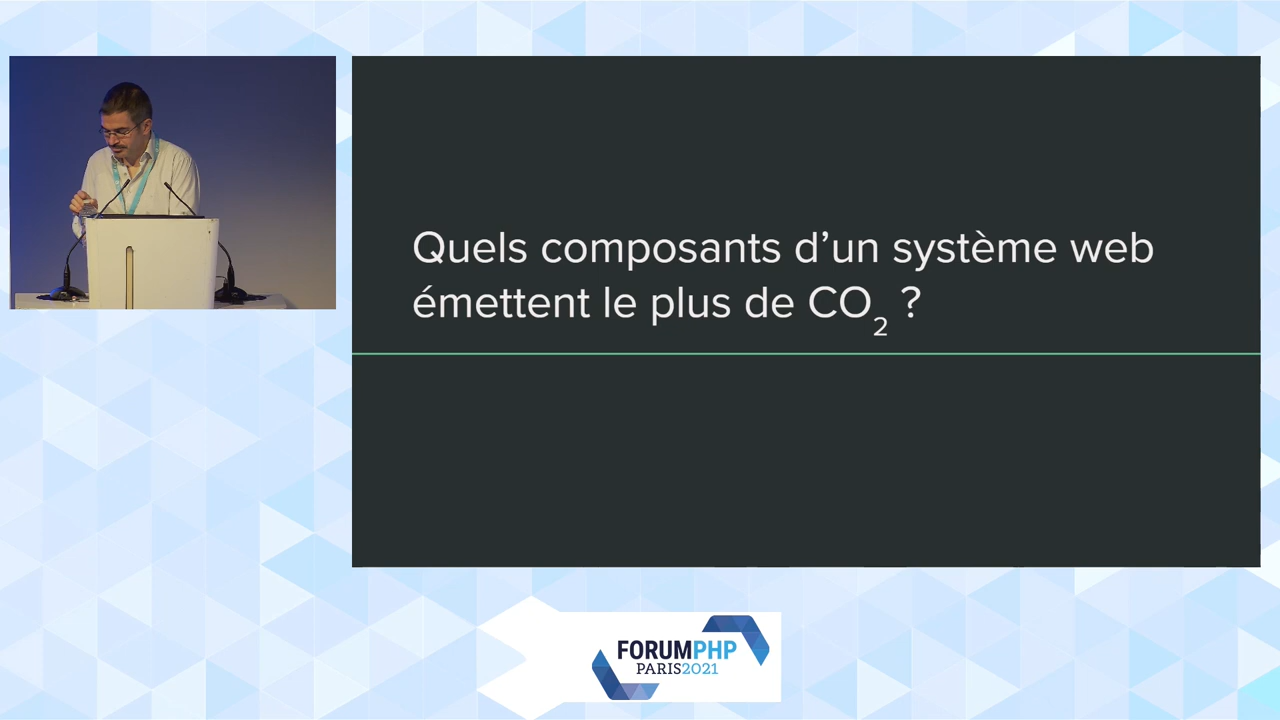 Quels composants d’un système web
émettent le plus de CO₂ ?
FORUMPHP
PARIS2021